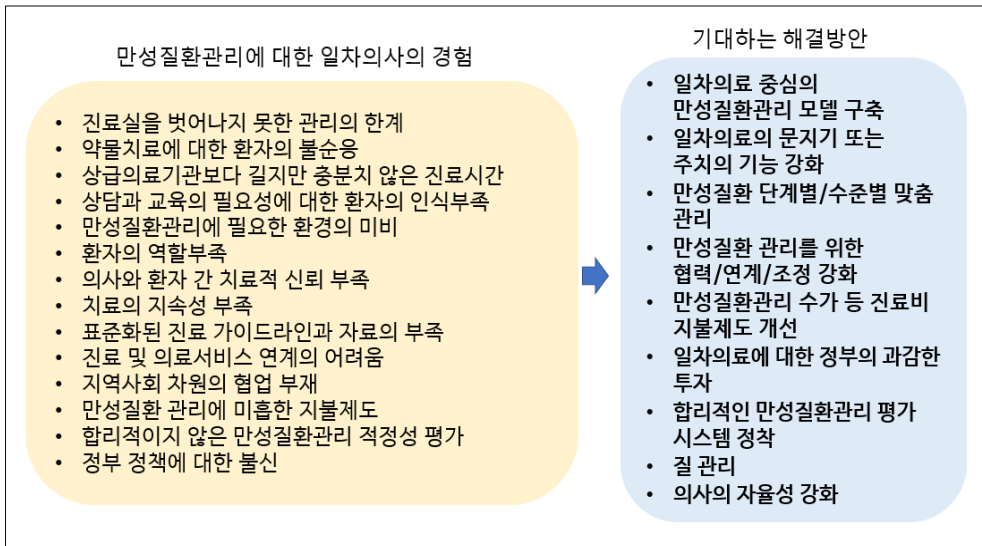 만성질환관리에 대한 일차의사의 경험
• 진료실을 벗어나지 못한 관리의 한계
• 약물치료에 대한 환자의 불순응
• 상급의료기관보다 길지만 충분치 않은 진료시간
• 상담과 교육의 필요성에 대한 환자의 인식부족
• 만성질환관리에 필요한 환경의 미비
• 환자의 역할부족
• 의사와 환자 간 치료적 신뢰 부족
• 치료의 지속성 부족
• 표준화된 진료 가이드라인과 자료의 부족
• 진료 및 의료서비스 연계의 어려움
• 지역사회 차원의 협업 부재
• 만성질환 관리에 미흡한 지불제도
• 합리적이지 않은 만성질환관리 적정성 평가
• 정부 정책에 대한 불신
기대하는 해결방안
• 일차의료 중심의
만성질환관리 모델 구축
• 일차의료의 문지기 또는
주치의 기능 강화
• 만성질환 단계별/수준별 맞춤
관리
• 만성질환 관리를 위한
협력/연계/조정 강화
• 만성질환관리 수가 등 진료비
지불제도 개선
• 일차의료에 대한 정부의 과감한
투자
• 합리적인 만성질환관리 평가
시스템 정착
• 질 관리
• 의사의 자율성 강화